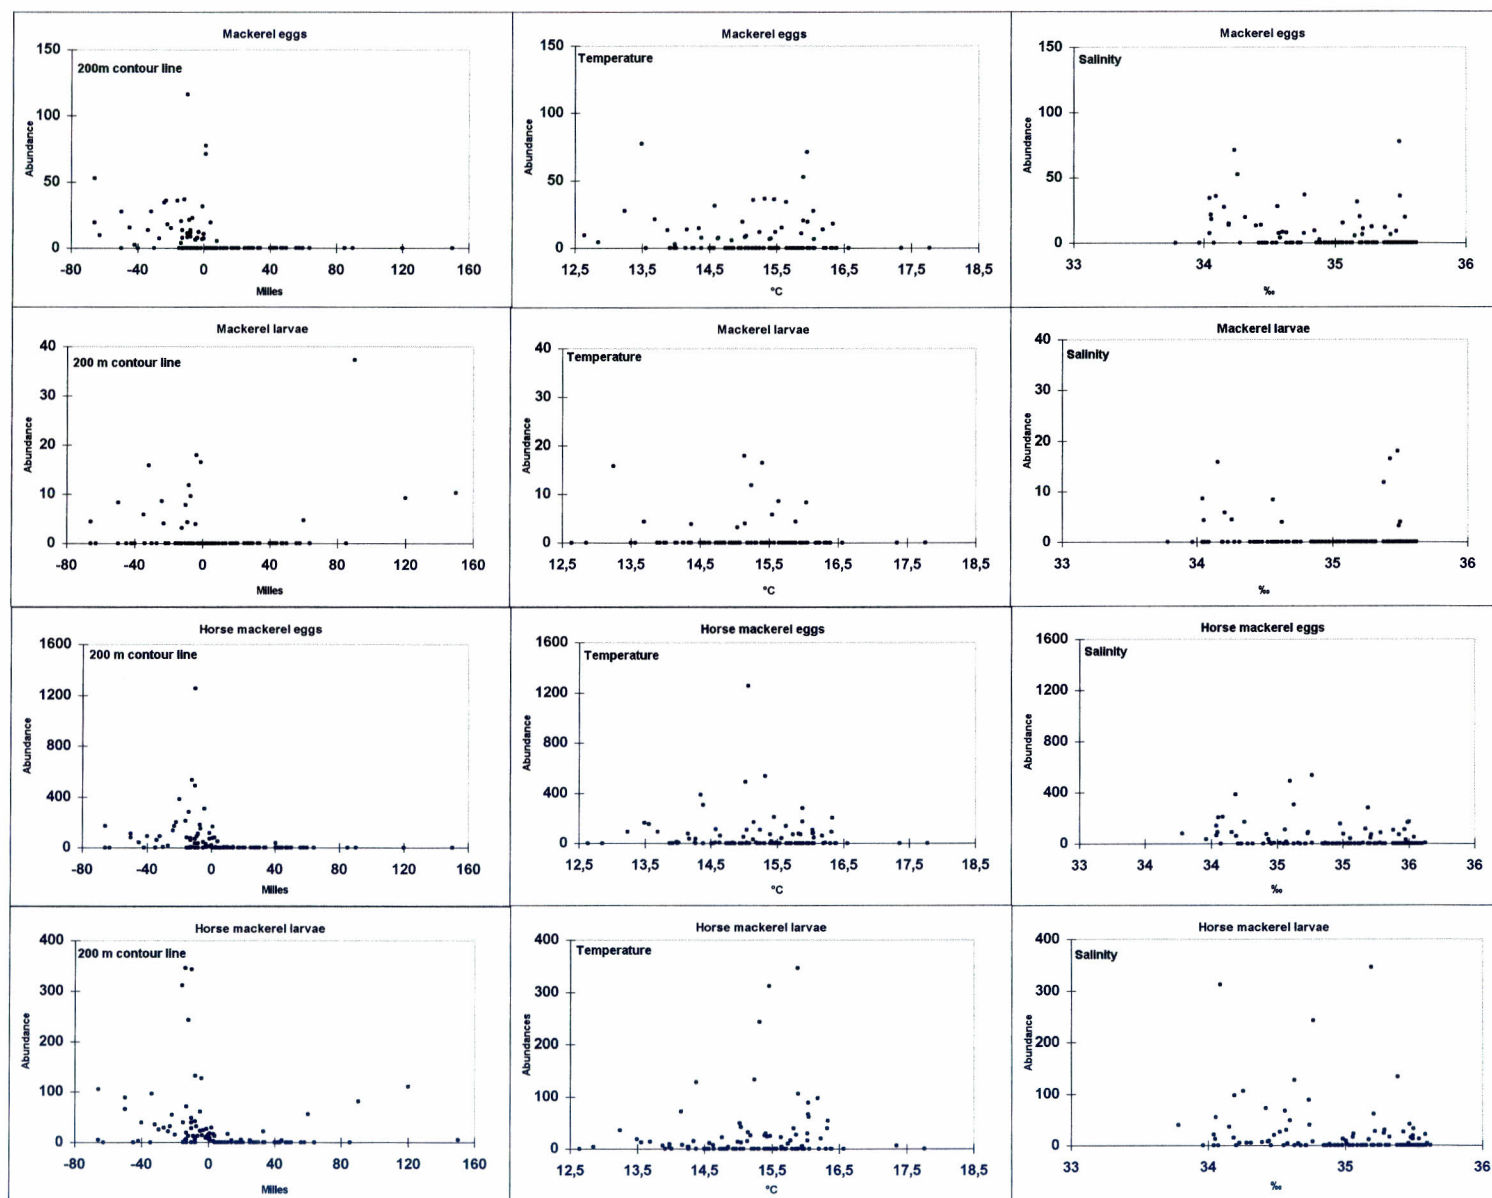 Mackerel eggs
200m contour line
Abundance
150
100
50
0
-80 -40 0 40 80 120 160
Milles
Mackerel eggs
Temperature
Abundance
150
100
50
0
12,5 13,5 14,5 15,5 16,5 17,5 18,5
°C
Mackerel eggs
Salinity
Abundance
150
100
50
0
33 34 35 36
‰
Mackerel larvae
200 m contour line
Abundance
40
30
20
10
0
-80 -40 0 40 80 120 160
Milles
Mackerel larvae
Temperature
Abundance
40
30
20
10
0
12,5 13,5 14,5 15,5 16,5 17,5 18,5
°C
Mackerel larvae
Salinity
Abundance
40
30
20
10
0
33 34 35 36
‰
Horse mackerel eggs
200 m contour line
Abundance
1600
1200
800
400
0
-80 -40 0 40 80 120 160
Milles
Horse mackerel eggs
Temperature
Abundance
1600
1200
800
400
0
12,5 13,5 14,5 15,5 16,5 17,5 18,5
°C
Horse mackerel eggs
Salinity
Abundance
1600
1200
800
400
0
33 34 34 35 35 36 36
‰
Horse mackerel larvae
200 m contour line
Abundance
400
300
200
100
0
-80 -40 0 40 80 120 160
Milles
Horse mackerel larvae
Temperature
Abundances
400
300
200
100
0
12,5 13,5 14,5 15,5 16,5 17,5 18,5
°C
Horse mackerel larvae
Salinity
Abundance
400
300
200
100
0
33 34 35 36
‰